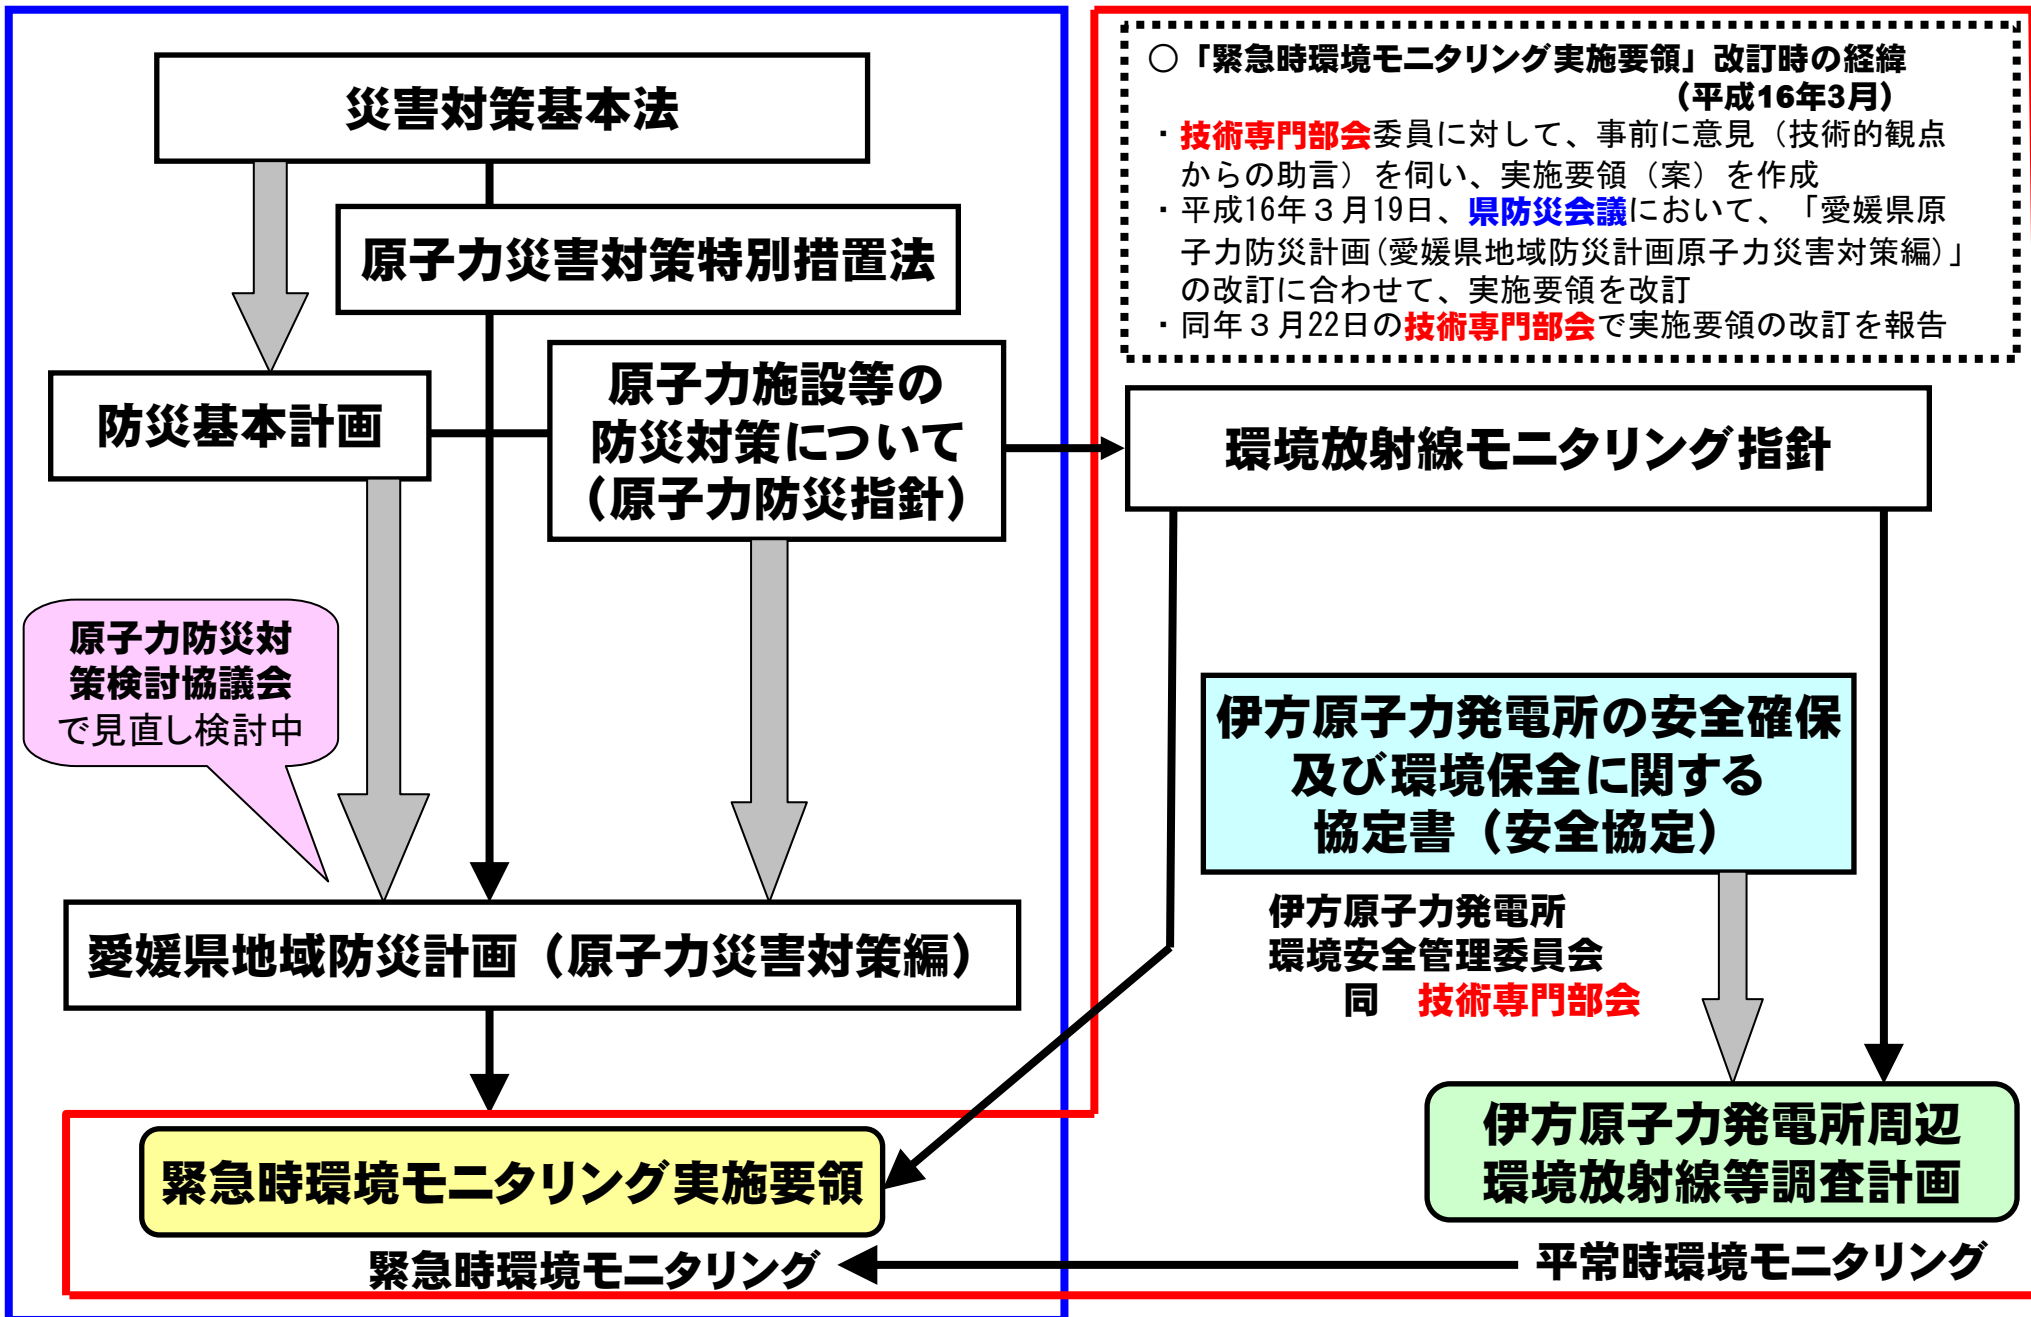 災害対策基本法
原子力災害対策特別措置法
防災基本計画
原子力施設等の
防災対策について
（原子力防災指針）
原子力防災対
策検討協議会
で見直し検討中
愛媛県地域防災計画（原子力災害対策編）
緊急時環境モニタリング実施要領
緊急時環境モニタリング
○「緊急時環境モニタリング実施要領」改訂時の経緯
（平成16年3月）
・技術専門部会委員に対して、事前に意見（技術的観点
からの助言）を伺い、実施要領（案）を作成
・平成16年３月19日、県防災会議において、「愛媛県原
子力防災計画(愛媛県地域防災計画原子力災害対策編)」
の改訂に合わせて、実施要領を改訂
・同年３月22日の技術専門部会で実施要領の改訂を報告
環境放射線モニタリング指針
伊方原子力発電所の安全確保
及び環境保全に関する
協定書（安全協定）
伊方原子力発電所
環境安全管理委員会
同　技術専門部会
伊方原子力発電所周辺
環境放射線等調査計画
平常時環境モニタリング